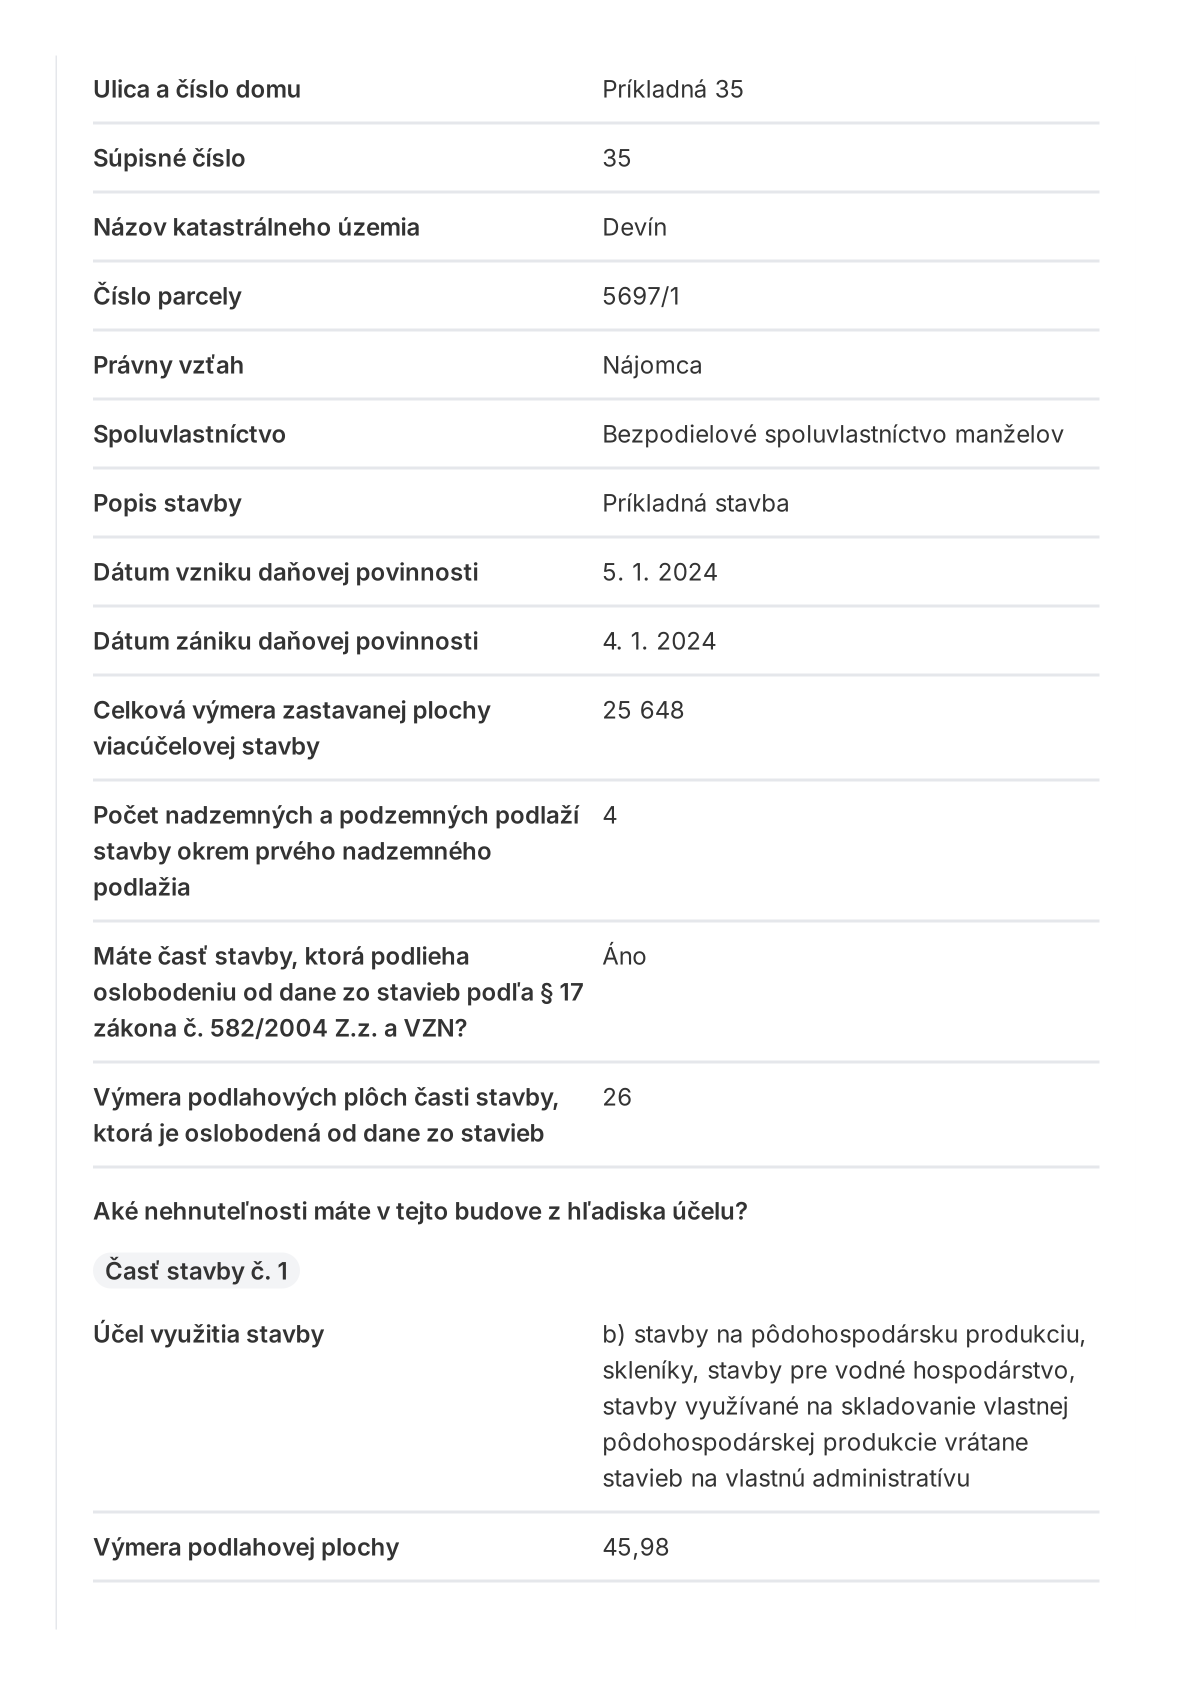 Ulica a číslo domu Príkladná 35
Súpisné číslo 35
Názov katastrálneho územia Devín
Číslo parcely 5697/1
Právny vzťah Nájomca
Spoluvlastníctvo Bezpodielové spoluvlastníctvo manželov
Popis stavby Príkladná stavba
Dátum vzniku daňovej povinnosti 5. 1. 2024
Dátum zániku daňovej povinnosti 4. 1. 2024
Celková výmera zastavanej plochy 25 648
viacúčelovej stavby
Počet nadzemných a podzemných podlaží 4
stavby okrem prvého nadzemného
podlažia
Máte časť stavby, ktorá podlieha Áno
oslobodeniu od dane zo stavieb podľa § 17
zákona č. 582/2004 Z.z. a VZN?
Výmera podlahových plôch časti stavby, 26
ktorá je oslobodená od dane zo stavieb
Aké nehnuteľnosti máte v tejto budove z hľadiska účelu?
Časť stavby č. 1
Účel využitia stavby b) stavby na pôdohospodársku produkciu,
skleníky, stavby pre vodné hospodárstvo,
stavby využívané na skladovanie vlastnej
pôdohospodárskej produkcie vrátane
stavieb na vlastnú administratívu
Výmera podlahovej plochy 45,98